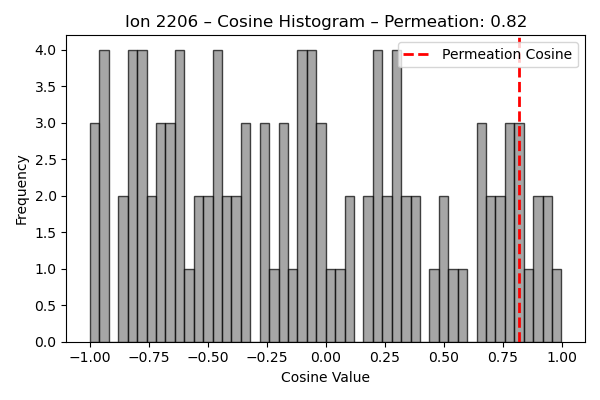 Ion 2206 – Cosine Histogram – Permeation: 0.82
Permeation Cosine
4.0
3.5
3.0
2.5
2.0
1.5
1.0
0.5
0.0
Frequency
−1.00 −0.75 −0.50 −0.25 0.00 0.25 0.50 0.75 1.00
Cosine Value